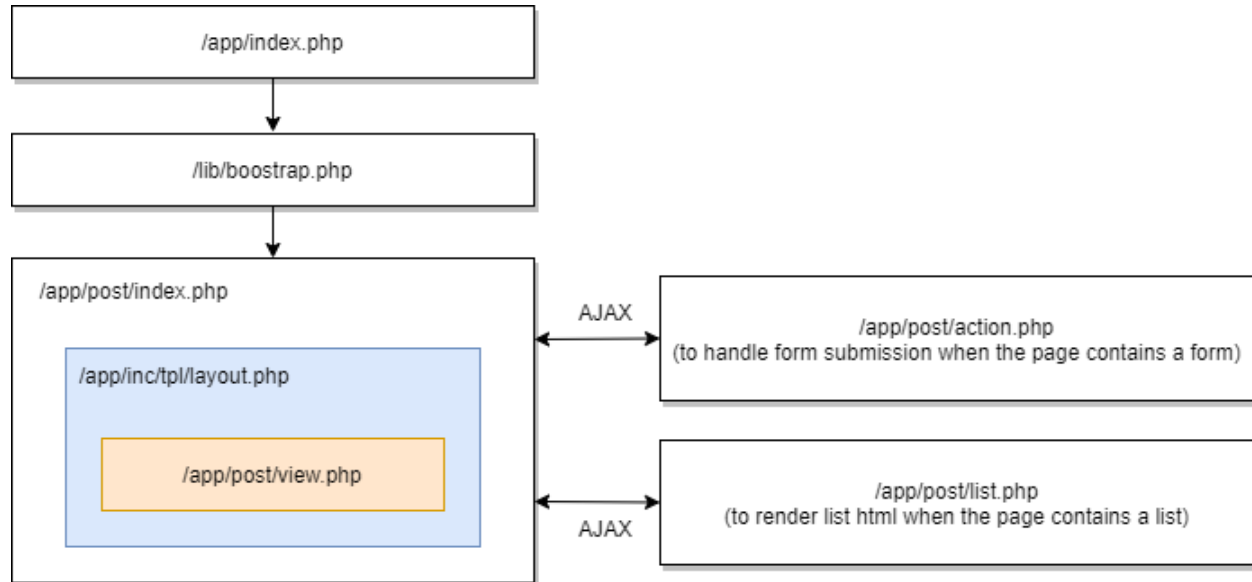 /app/index.php
/lib/boostrap.php
/app/post/index.php
/app/inc/tpl/layout.php
/app/post/view.php
AJAX
/app/post/action.php
(to handle form submission when the page contains a form)
AJAX
/app/post/list.php
(to render list html when the page contains a list)